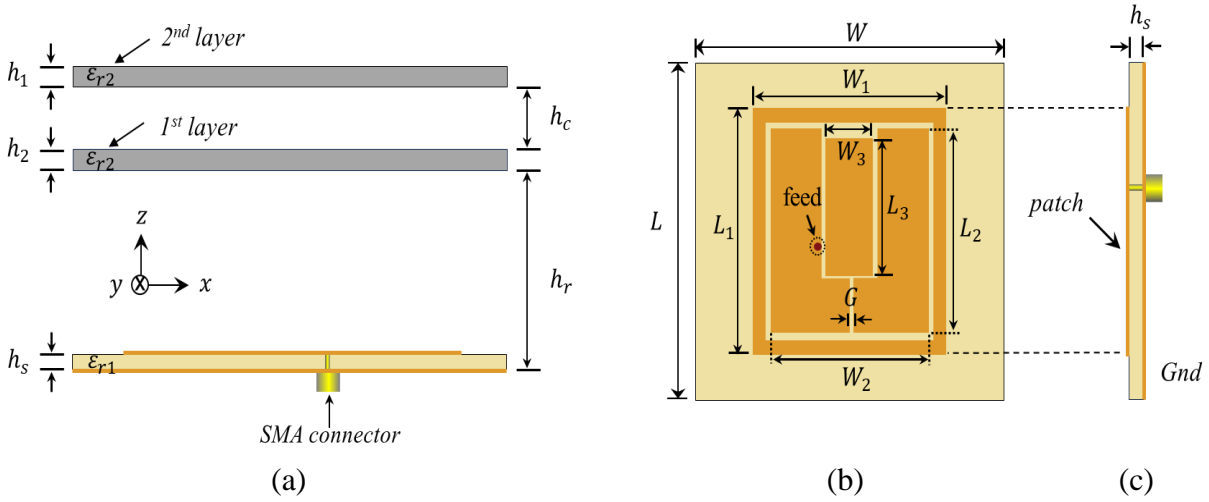 2nd layer
h1
εr2
hc
1st layer
h2
εr2
z
y
x
hr
hs
εr1
SMA connector
(a)
W
W1
W3
feed
L3
L
L1
L2
G
W2
(b)
hs
patch
Gnd
(c)